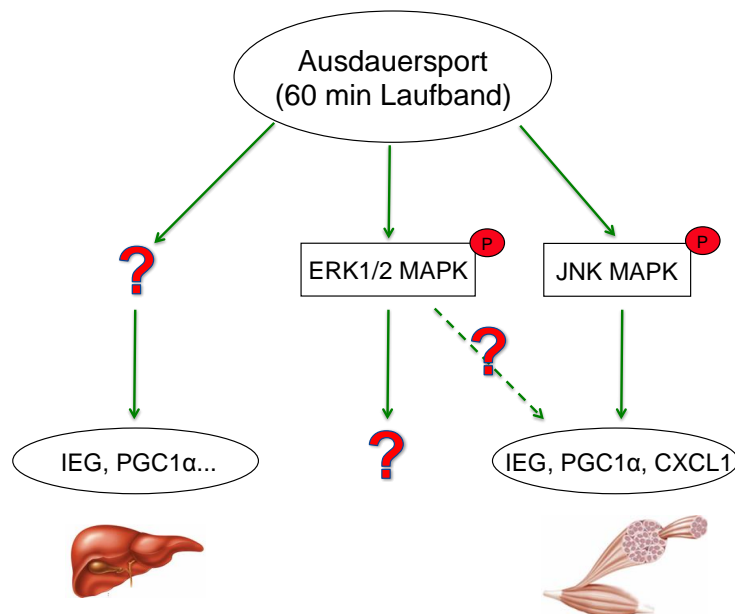 Ausdauersport
(60 min Laufband)
?
ERK1/2 MAPK
P
JNK MAPK
P
?
IEG, PGC1α...
?
IEG, PGC1α, CXCL1